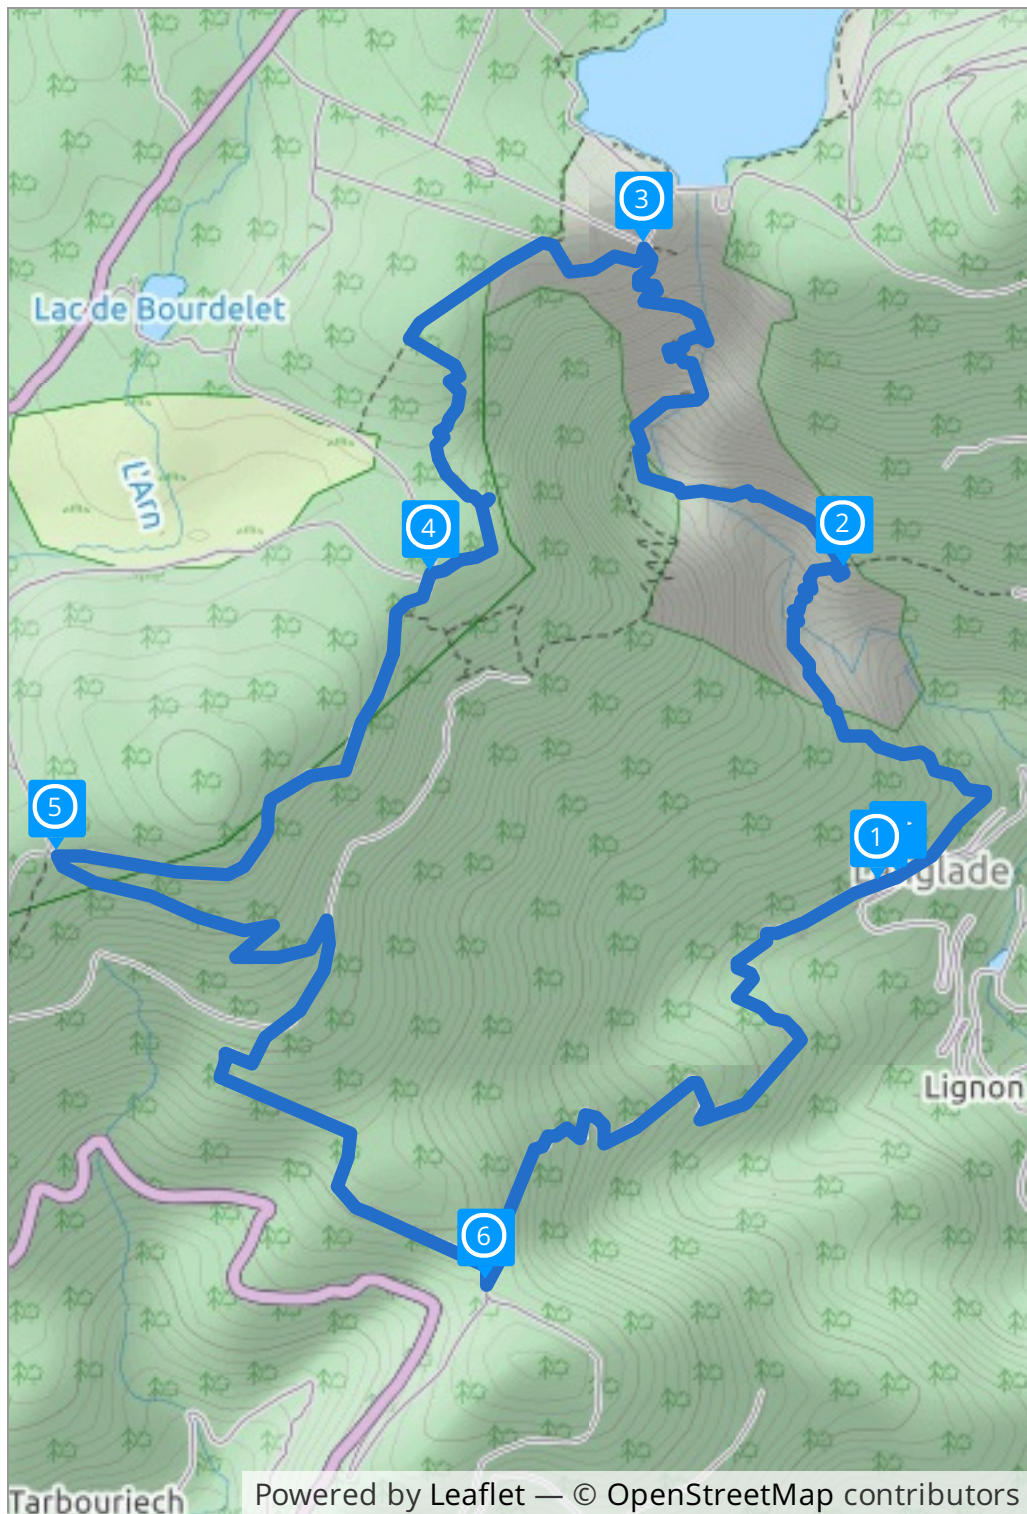 3
Lac de Bourdelet
L'Arn
4
2
5
1
Lignon
6
Tarbouriech
Powered by Leaflet — © OpenStreetMap contributors